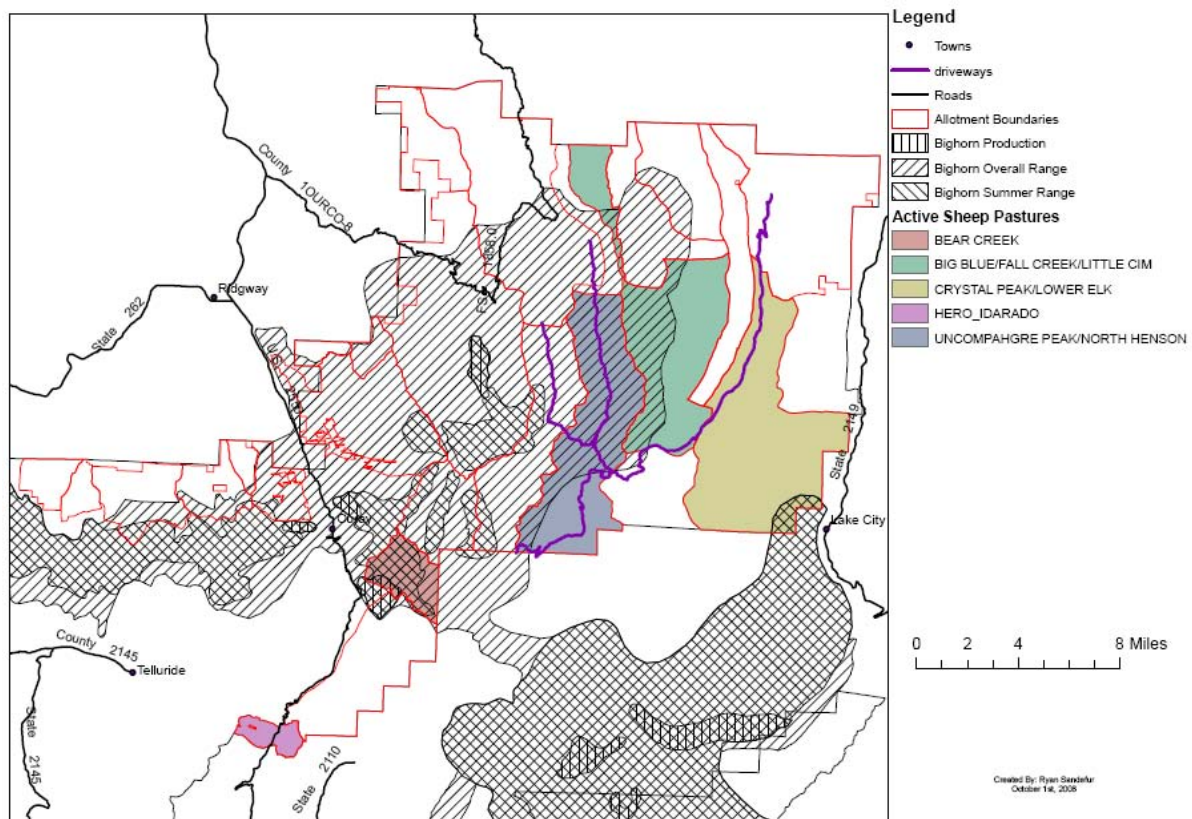 Legend
Towns
driveways
Roads
Allotment Boundaries
Bighorn Production
Bighorn Overall Range
Bighorn Summer Range
Active Sheep Pastures
BEAR CREEK
BIG BLUE/FALL CREEK/LITTLE CIM
CRYSTAL PEAK/LOWER ELK
HERO_IDARADO
UNCOMPAHGRE PEAK/NORTH HENSON
County 1OURCO-8
Ridgway
State 262
State 2149
Ouray
Lake City
County 2145
Telluride
State 2145
State 2110
0 2 4 8 Miles
Created By: Ryan Sandefur
October 1st, 2008